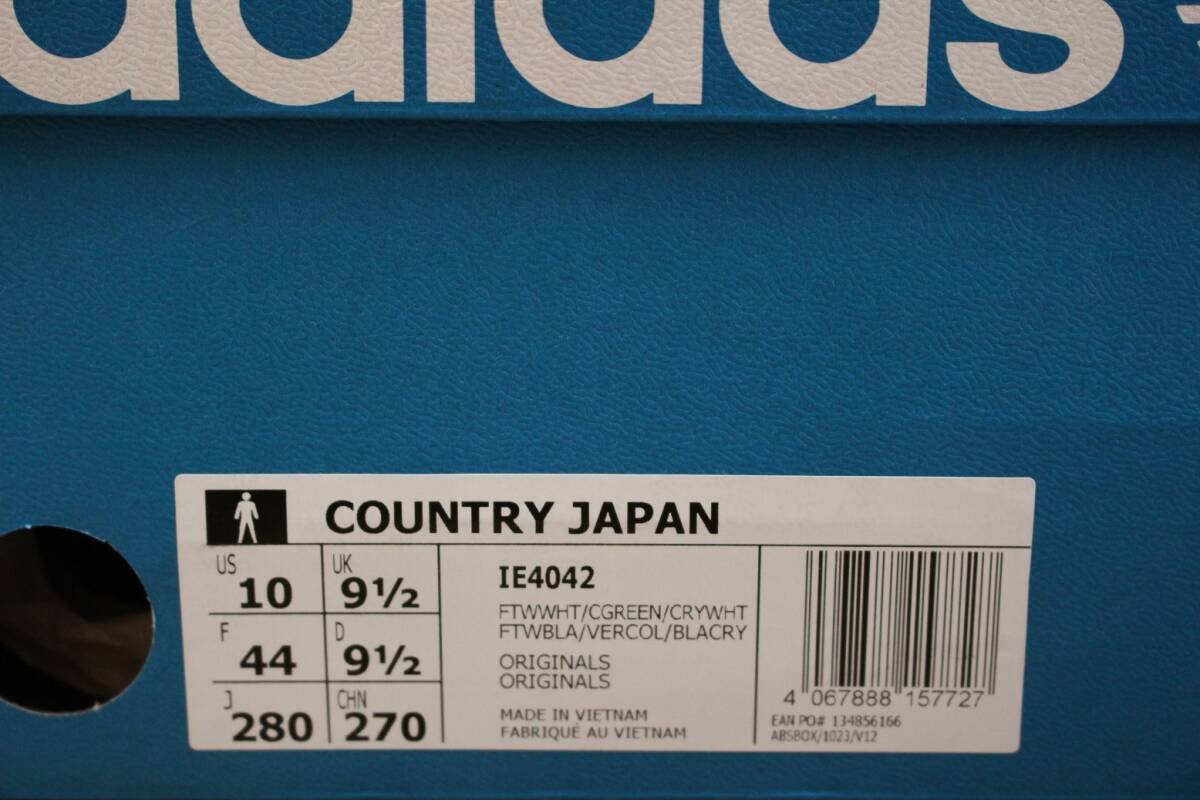 adidas
COUNTRY JAPAN
US 10 UK 9½
F 44 D 9½
J 280 CHN 270
IE4042
FTWWHT/CGREEN/CRYWHT
FTWBLA/VERCOL/BLACRY
ORIGINALS
ORIGINALS
MADE IN VIETNAM
FABRIQUÉ AU VIETNAM
4 067888 157727
EAN PO# 134856166
ABSBOX/1023/V12